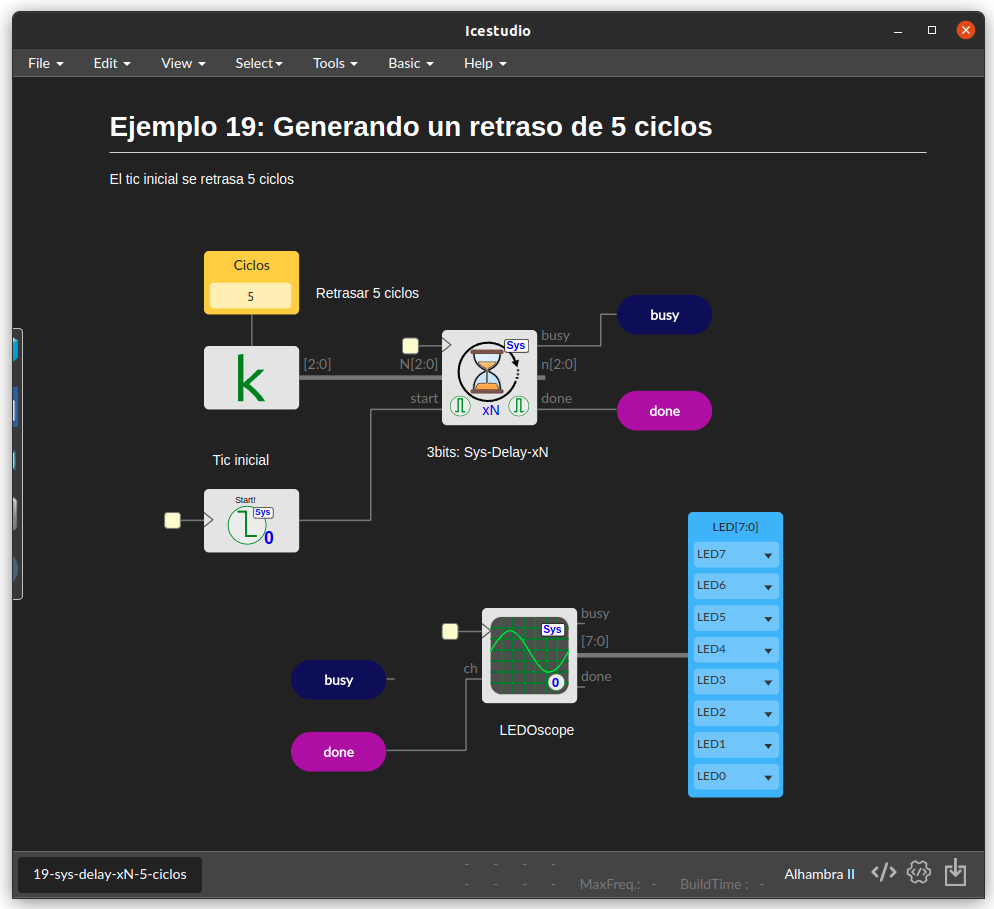 Icestudio
File Edit View Select Tools Basic Help
Ejemplo 19: Generando un retraso de 5 ciclos
El tic inicial se retrasa 5 ciclos
Ciclos
5
Retrasar 5 ciclos
busy
busy
Sys
k
[2:0]
N[2:0]
n[2:0]
start
xN
done
done
3bits: Sys-Delay-xN
Tic inicial
Start!
Sys
0
LED[7:0]
LED7
LED6
LED5
LED4
LED3
LED2
LED1
LED0
busy
Sys
[7:0]
ch
0
done
busy
LEDOscope
done
19-sys-delay-xN-5-ciclos
- - - -
- - - - MaxFreq.: - BuildTime : -
Alhambra II